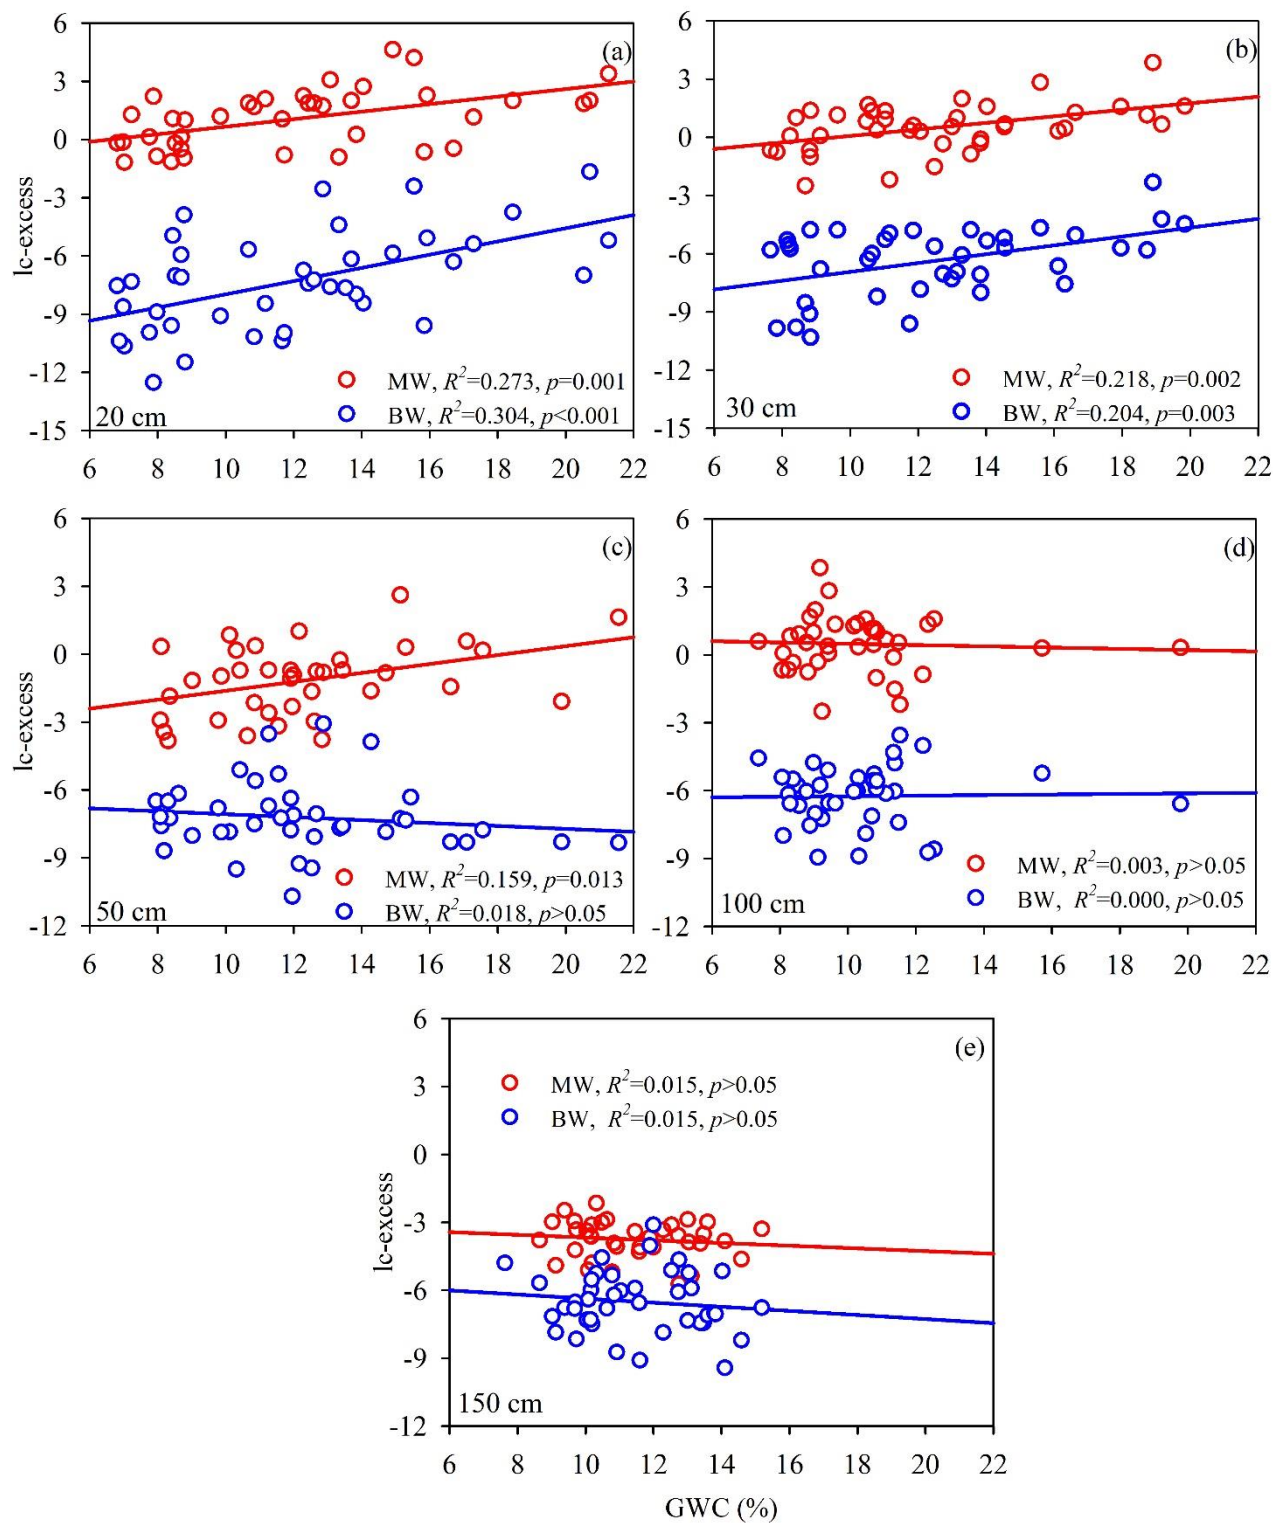 6
3
0
-3
-6
-9
-12
-15
lc-excess
(a)
MW, R²=0.273, p=0.001
BW, R²=0.304, p<0.001
20 cm
6 8 10 12 14 16 18 20 22
6
3
0
-3
-6
-9
-12
-15
(b)
MW, R²=0.218, p=0.002
BW, R²=0.204, p=0.003
30 cm
6 8 10 12 14 16 18 20 22
6
3
0
-3
-6
-9
-12
lc-excess
(c)
MW, R²=0.159, p=0.013
BW, R²=0.018, p>0.05
50 cm
6 8 10 12 14 16 18 20 22
6
3
0
-3
-6
-9
-12
(d)
MW, R²=0.003, p>0.05
BW, R²=0.000, p>0.05
100 cm
6 8 10 12 14 16 18 20 22
6
3
0
-3
-6
-9
-12
lc-excess
(e)
MW, R²=0.015, p>0.05
BW, R²=0.015, p>0.05
150 cm
6 8 10 12 14 16 18 20 22
GWC (%)